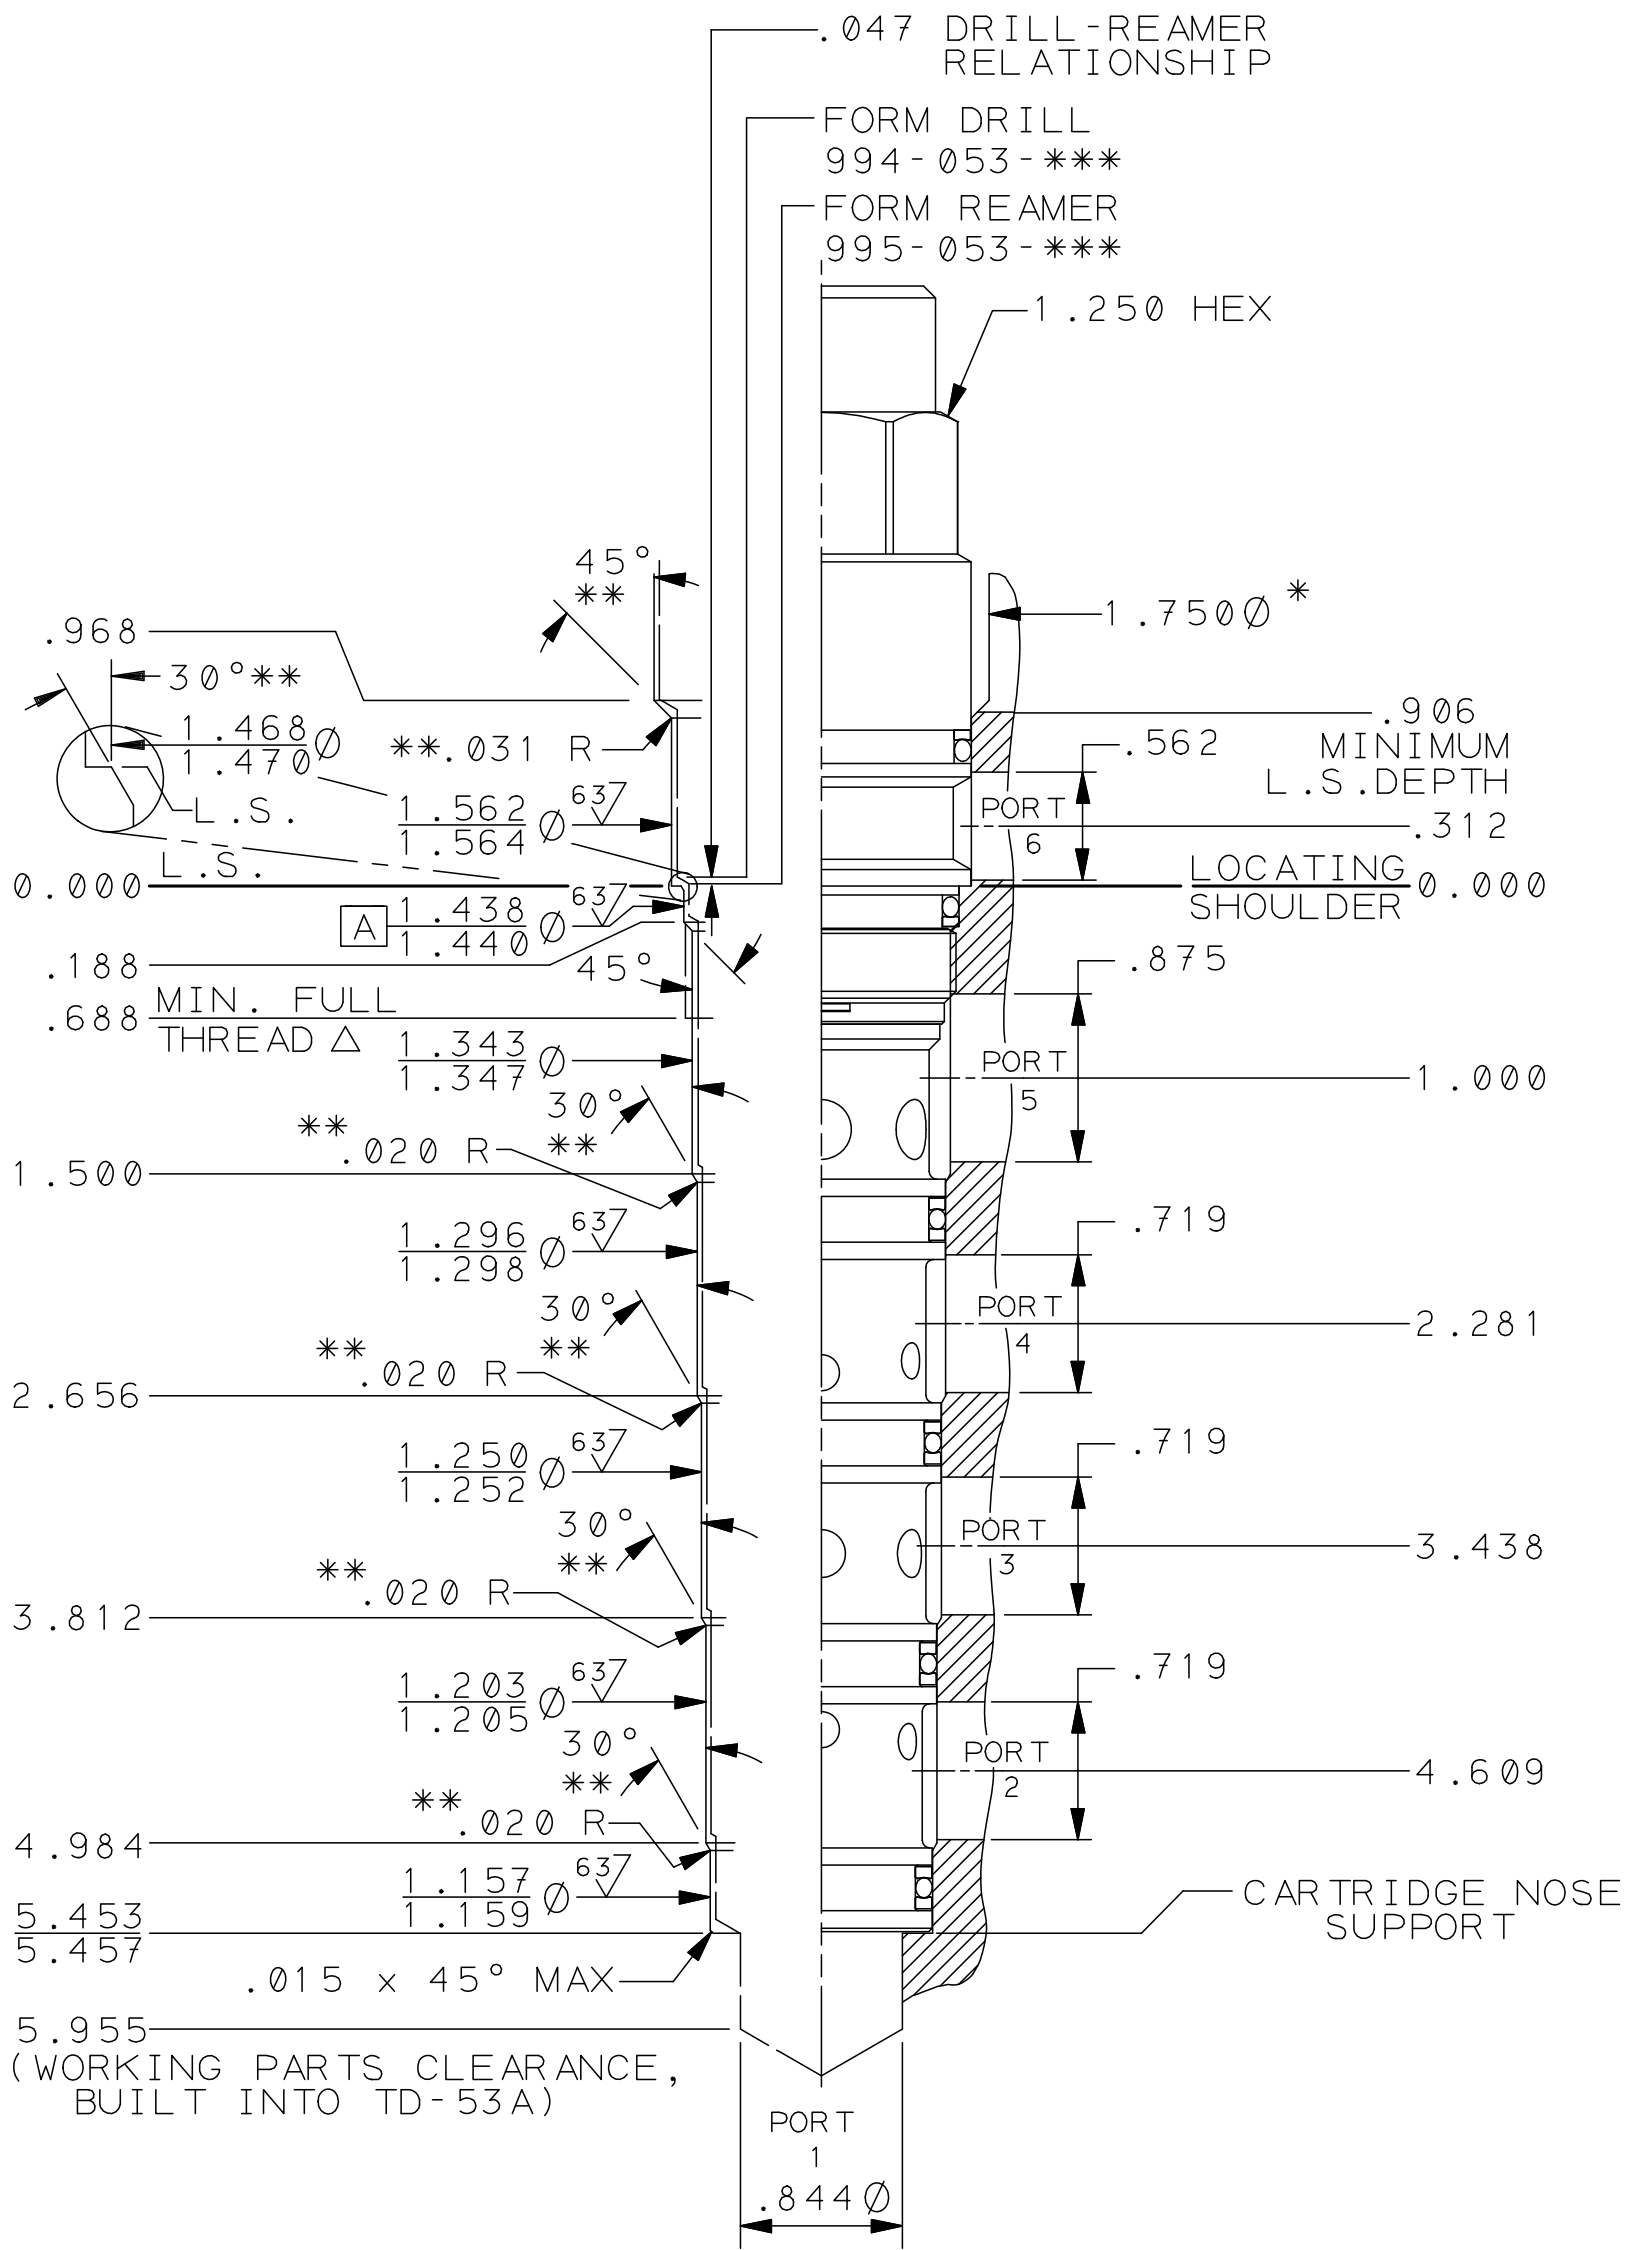 .047 DRILL-REAMER
RELATIONSHIP
FORM DRILL
994-053-***
FORM REAMER
995-053-***
1.250 HEX
45°
**
1.750Ø *
.968
30°**
1.468
1.470 Ø
**.031 R
L.S.
1.562
1.564 Ø 63
.906
MINIMUM
L.S.DEPTH
.562
PORT
6
.312
L.S.
0.000
LOCATING
SHOULDER
0.000
A 1.438
1.440 Ø 63
.188
45°
.875
.688 MIN. FULL
THREAD △
1.343
1.347 Ø
PORT
5
1.000
30°
**
**
.020 R
1.500
1.296
1.298 Ø 63
.719
30°
**
PORT
4
2.281
**
.020 R
2.656
1.250
1.252 Ø 63
.719
30°
**
PORT
3
3.438
**
.020 R
3.812
1.203
1.205 Ø 63
.719
30°
**
PORT
2
4.609
**
.020 R
4.984
1.157
1.159 Ø 63
5.453
5.457
CARTRIDGE NOSE
SUPPORT
.015 x 45° MAX
5.955
(WORKING PARTS CLEARANCE,
BUILT INTO TD-53A)
PORT
1
.844Ø